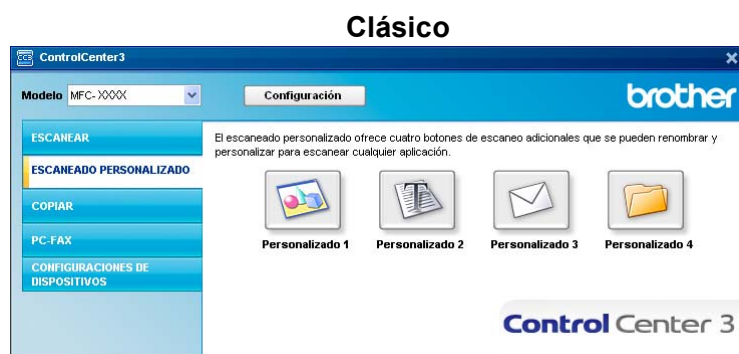 Clásico
ControlCenter3
Modelo MFC-XXXX Configuración brother
ESCANEAR
ESCANEADO PERSONALIZADO
COPIAR
PC-FAX
CONFIGURACIONES DE
DISPOSITIVOS
El escaneado personalizado ofrece cuatro botones de escaneo adicionales que se pueden renombrar y
personalizar para escanear cualquier aplicación.
Personalizado 1 Personalizado 2 Personalizado 3 Personalizado 4
Control Center 3